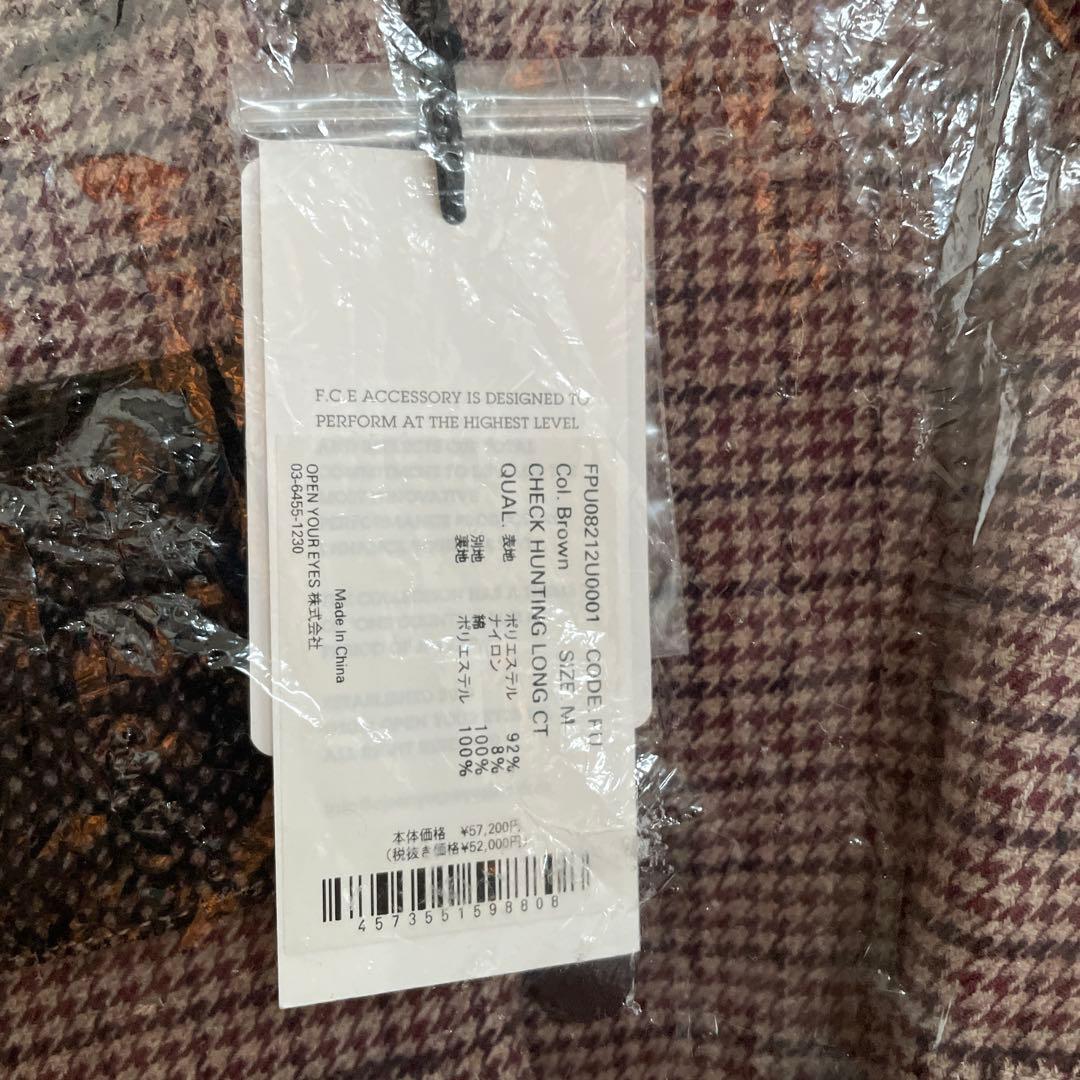 F.C.E ACCESSORY IS DESIGNED TO
PERFORM AT THE HIGHEST LEVEL
FPU08212U0001 CODE. FU
Col. Brown SIZE. M
CHECK HUNTING LONG CT
QUAL. 表地 ポリエステル 92%
ナイロン 8%
別地 綿 100%
裏地 ポリエステル 100%
Made In China
OPEN YOUR EYES 株式会社
03-6455-1230
本体価格 ¥57,200円
(税抜き価格¥52,000円)
4573551598808